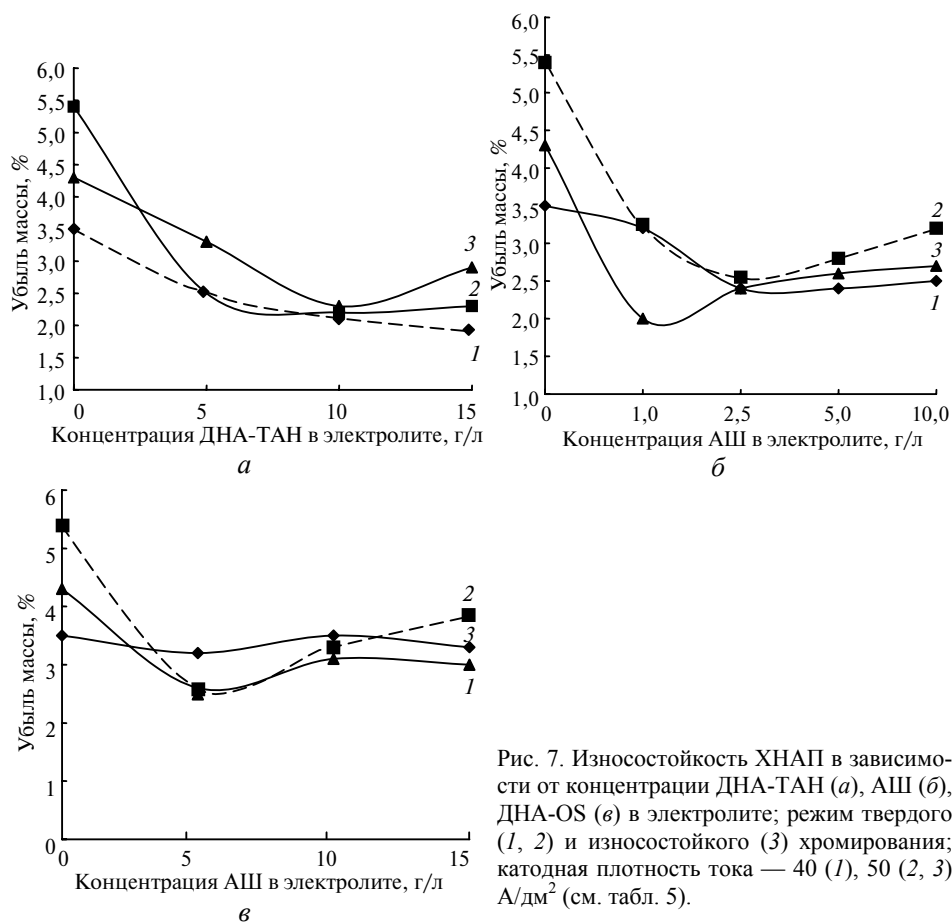 6,0
5,5
5,0
4,5
4,0
3,5
3,0
2,5
2,0
1,5
1,0
Убыль массы, %
3
2
1
0 5 10 15
Концентрация ДНА-ТАН в электролите, г/л
а
6,0
5,5
5,0
4,5
4,0
3,5
3,0
2,5
2,0
1,5
1,0
Убыль массы, %
2
3
1
0 1,0 2,5 5,0 10,0
Концентрация АШ в электролите, г/л
б
6
5
4
3
2
1
0
Убыль массы, %
2
3
1
0 5 10 15
Концентрация АШ в электролите, г/л
в
Рис. 7. Износостойкость ХНАП в зависимо-
сти от концентрации ДНА-ТАН (а), АШ (б),
ДНА-OS (в) в электролите; режим твердого
(1, 2) и износостойкого (3) хромирования;
катодная плотность тока — 40 (1), 50 (2, 3)
А/дм² (см. табл. 5).